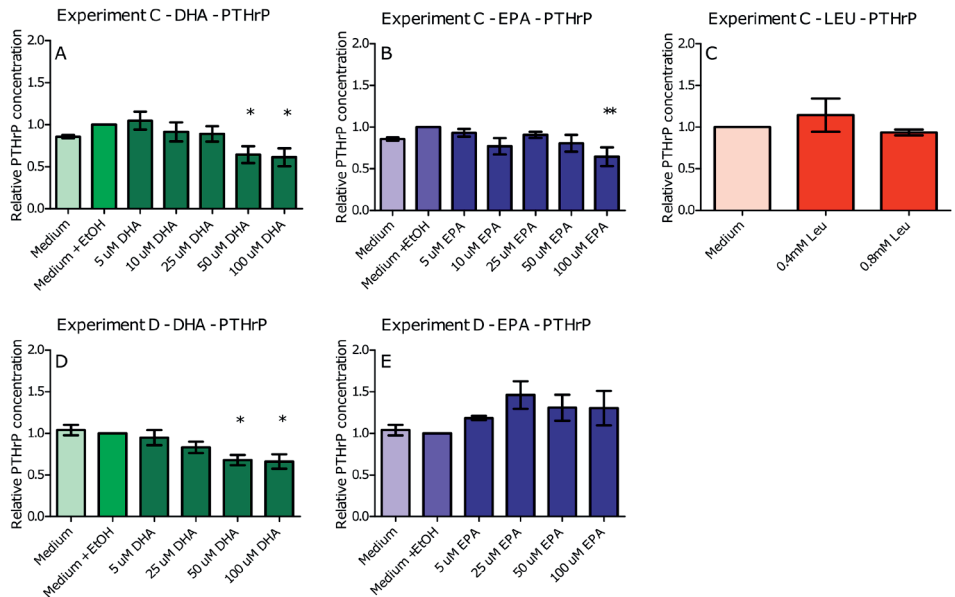 Experiment C - DHA - PTHrP
A
Relative PTHrP concentration
2.0
1.5
1.0
0.5
0.0
* *
Medium
Medium +EtOH
5 uM DHA
10 uM DHA
25 uM DHA
50 uM DHA
100 uM DHA
Experiment C - EPA - PTHrP
B
Relative PTHrP concentration
2.0
1.5
1.0
0.5
0.0
**
Medium
Medium +EtOH
5 uM EPA
10 uM EPA
25 uM EPA
50 uM EPA
100 uM EPA
Experiment C - LEU - PTHrP
C
Relative PTHrP concentration
2.0
1.5
1.0
0.5
0.0
Medium
0.4mM Leu
0.8mM Leu
Experiment D - DHA - PTHrP
D
Relative PTHrP concentration
2.0
1.5
1.0
0.5
0.0
* *
Medium
Medium +EtOH
5 uM DHA
25 uM DHA
50 uM DHA
100 uM DHA
Experiment D - EPA - PTHrP
E
Relative PTHrP concentration
2.0
1.5
1.0
0.5
0.0
Medium
Medium +EtOH
5 uM EPA
25 uM EPA
50 uM EPA
100 uM EPA